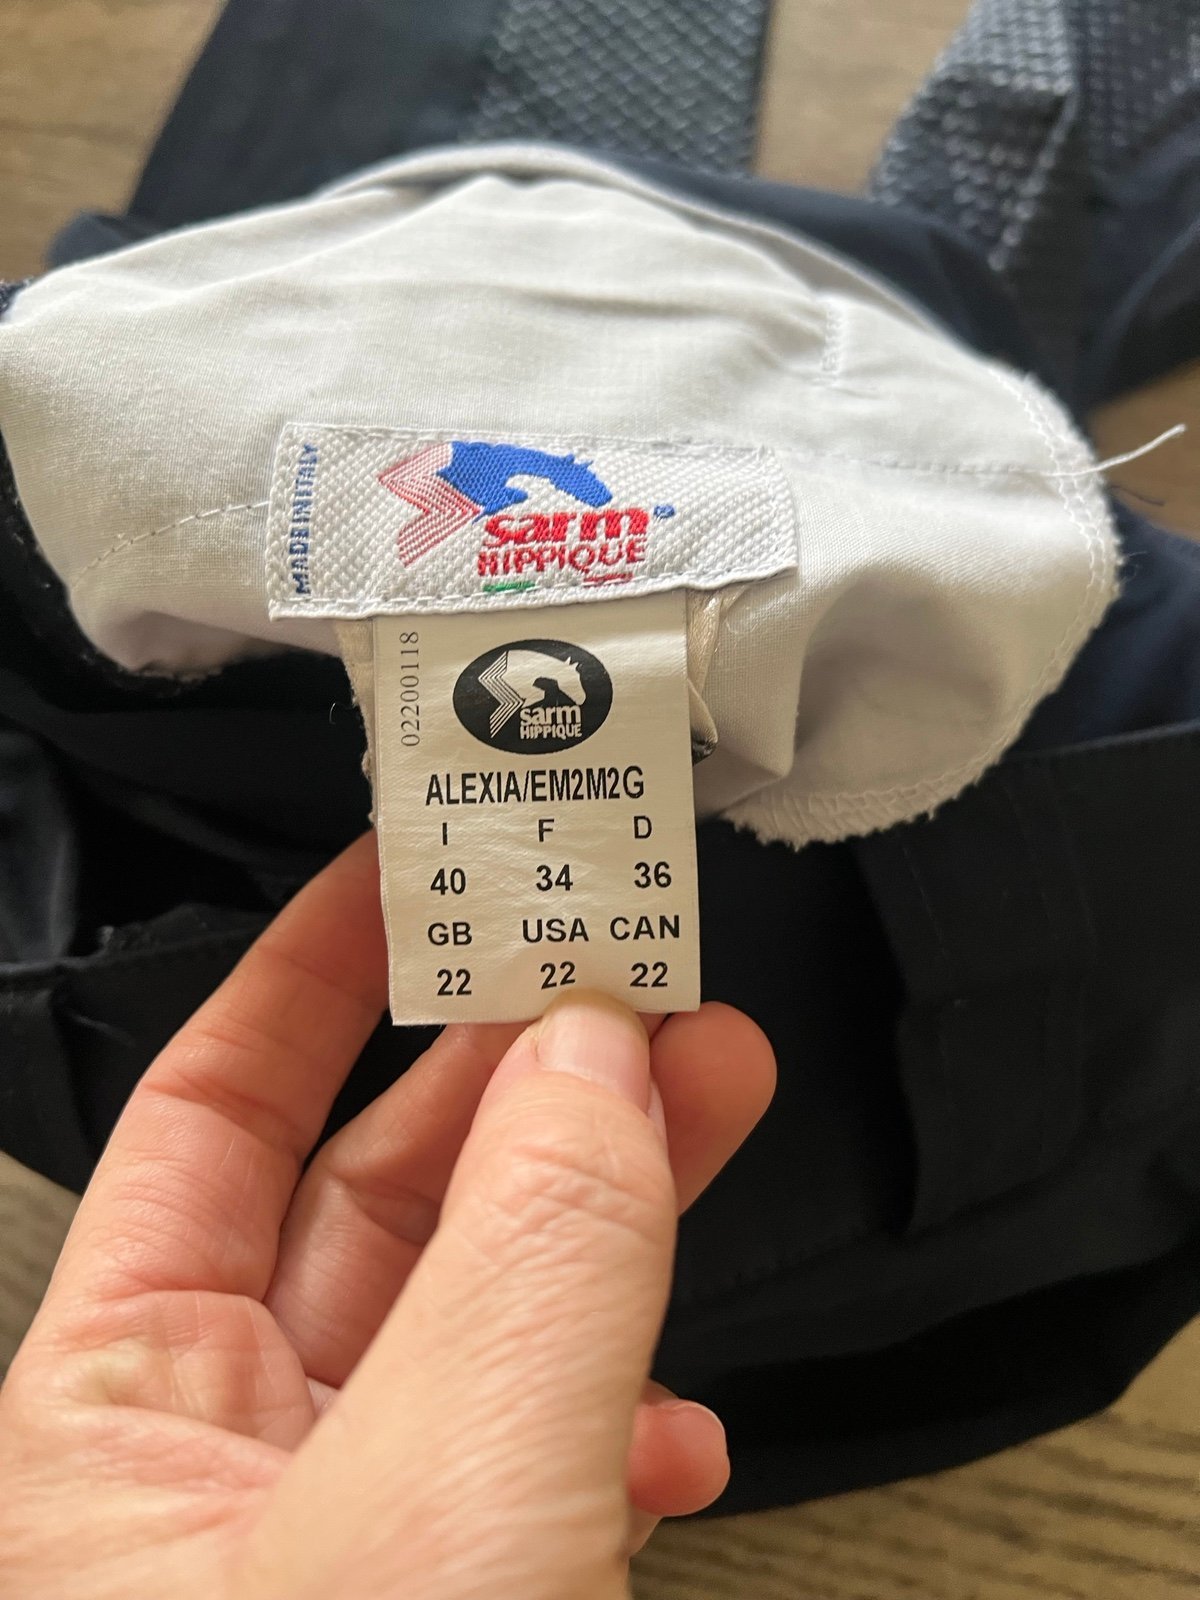 MADE IN ITALY
sarm®
HIPPIQUE
02200118
sarm
HIPPIQUE
ALEXIA/EM2M2G
I F D
40 34 36
GB USA CAN
22 22 22